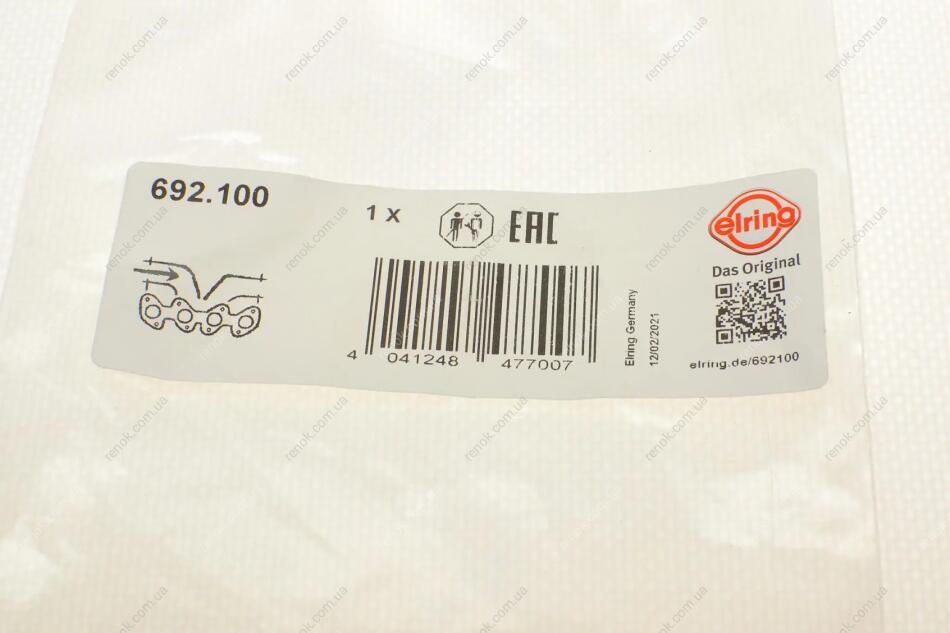 692.100
1 X
EAC
elring
Das Original
4 041248 477007
Elring Germany
12/02/2021
elring.de/692100
renok.com.ua